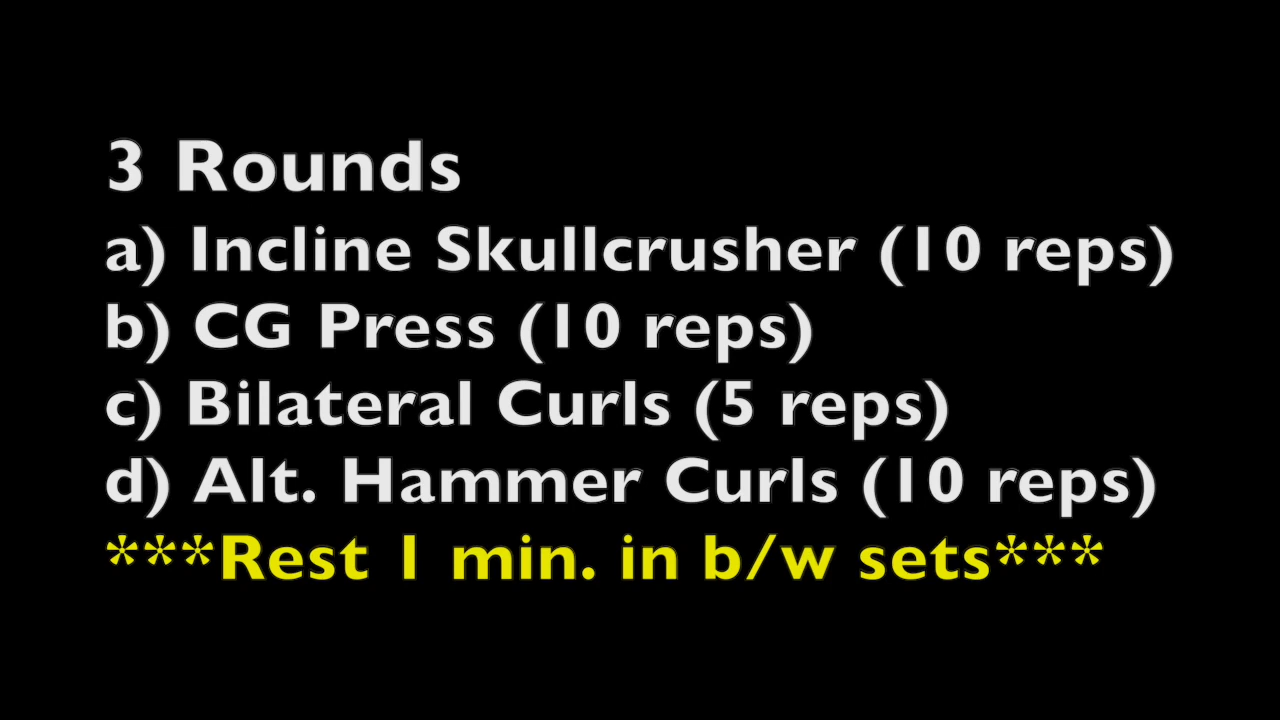 3 Rounds
a) Incline Skullcrusher (10 reps)
b) CG Press (10 reps)
c) Bilateral Curls (5 reps)
d) Alt. Hammer Curls (10 reps)
***Rest 1 min. in b/w sets***